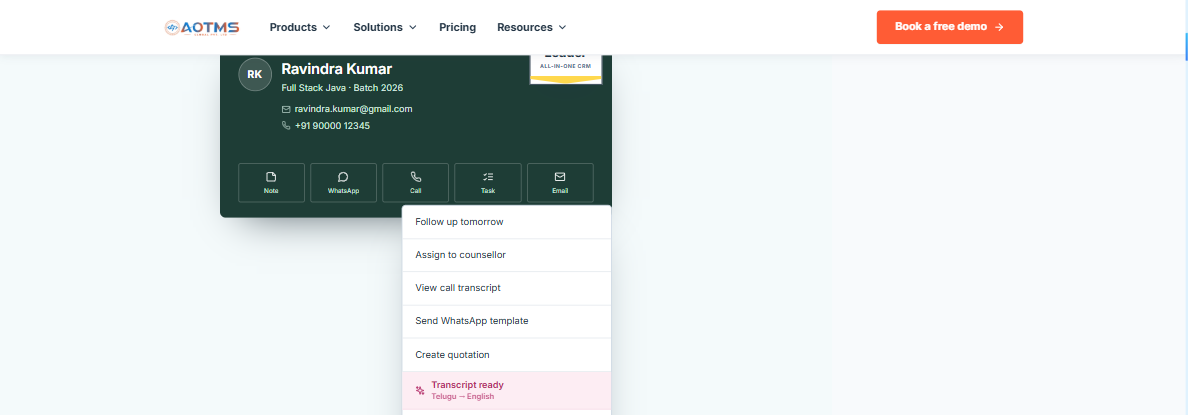 AOTMS
Products
Solutions
Pricing
Resources
Book a free demo
ALL-IN-ONE CRM
RK
Ravindra Kumar
Full Stack Java · Batch 2026
ravindra.kumar@gmail.com
+91 90000 12345
Note
WhatsApp
Call
Task
Email
Follow up tomorrow
Assign to counsellor
View call transcript
Send WhatsApp template
Create quotation
Transcript ready
Telugu → English